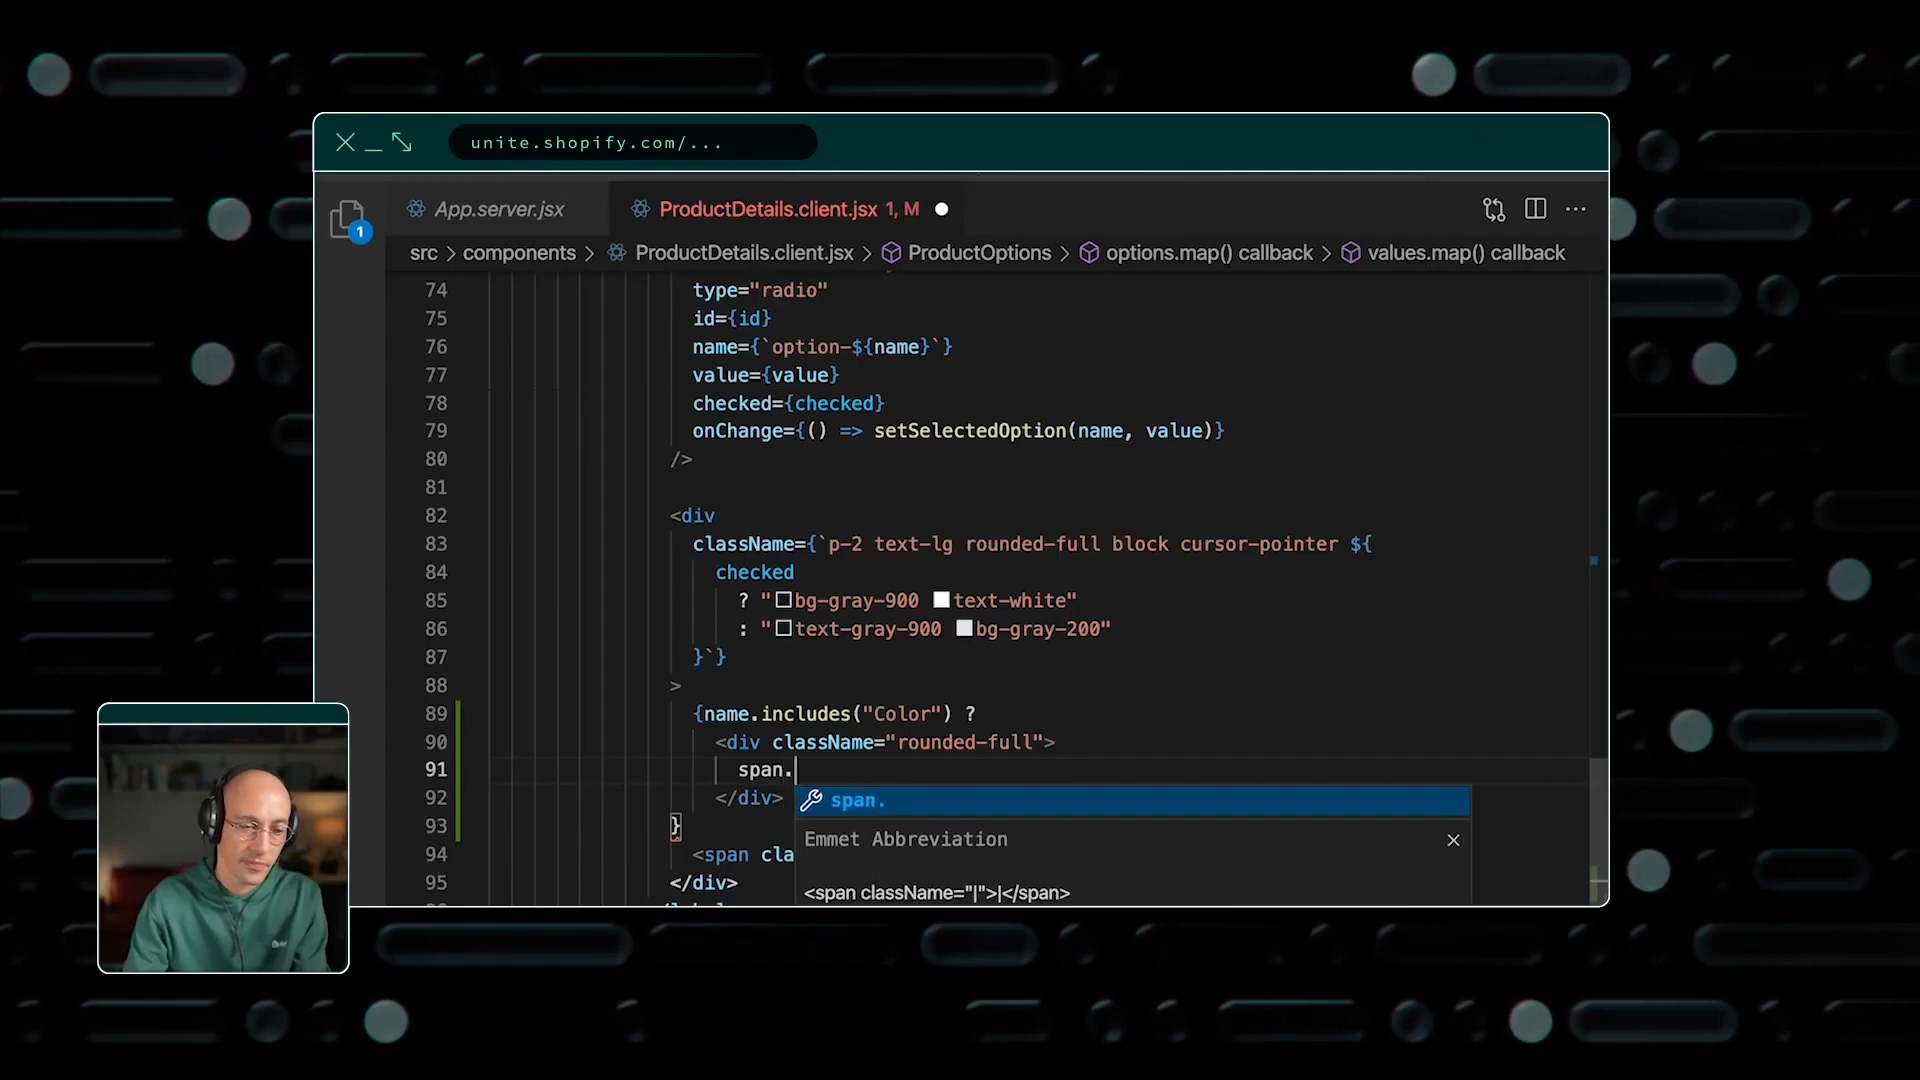 unite.shopify.com/...
1
App.server.jsx
ProductDetails.client.jsx 1, M
src > components > ProductDetails.client.jsx > ProductOptions > options.map() callback > values.map() callback
74 type="radio"
75 id={id}
76 name={`option-${name}`}
77 value={value}
78 checked={checked}
79 onChange={() => setSelectedOption(name, value)}
80 />
81
82 <div
83 className={`p-2 text-lg rounded-full block cursor-pointer ${
84 checked
85 ? "bg-gray-900 text-white"
86 : "text-gray-900 bg-gray-200"
87 }`}
88 >
89 {name.includes("Color") ?
90 <div className="rounded-full">
91 span.
92 </div>
span.
93 }
Emmet Abbreviation
94 <span cla
95 </div>
<span className="|">|</span>